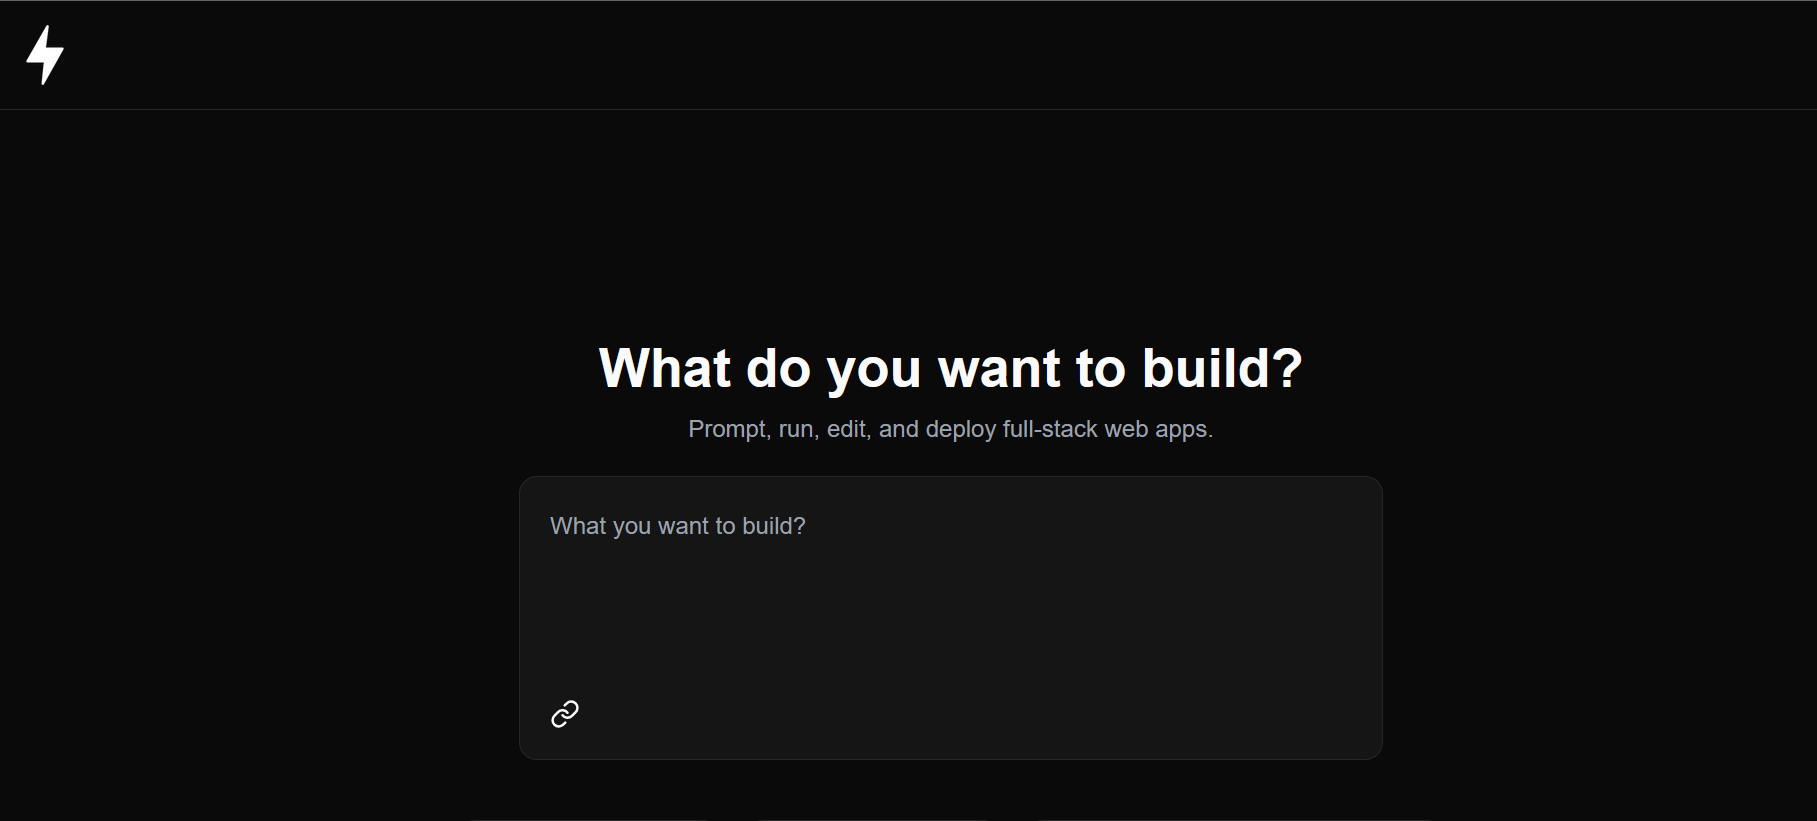 What do you want to build?
Prompt, run, edit, and deploy full-stack web apps.
What you want to build?